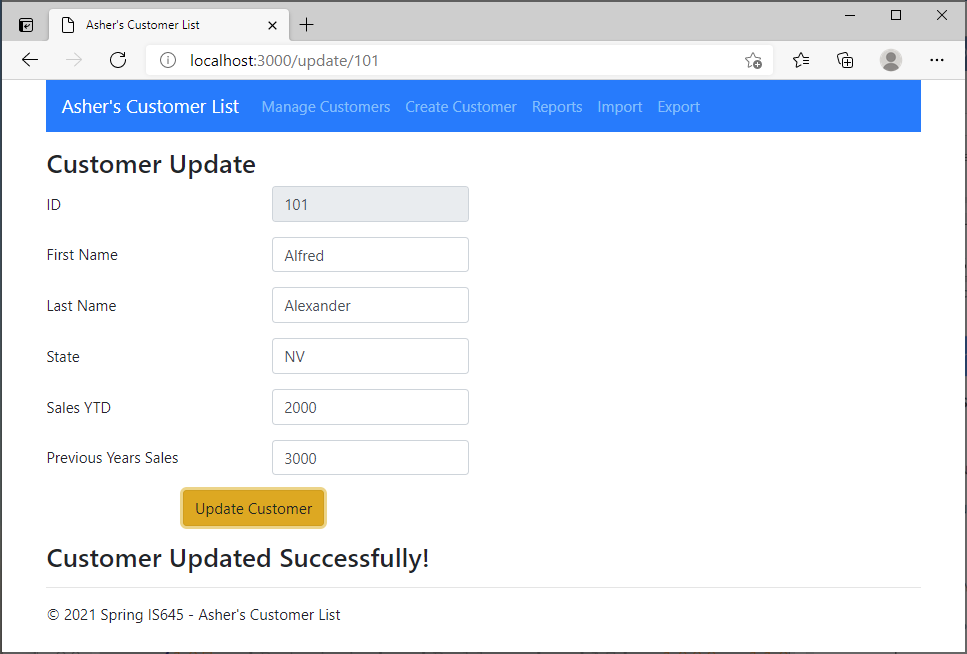 Asher's Customer List
localhost:3000/update/101
Asher's Customer List Manage Customers Create Customer Reports Import Export
Customer Update
ID 101
First Name Alfred
Last Name Alexander
State NV
Sales YTD 2000
Previous Years Sales 3000
Update Customer
Customer Updated Successfully!
© 2021 Spring IS645 - Asher's Customer List